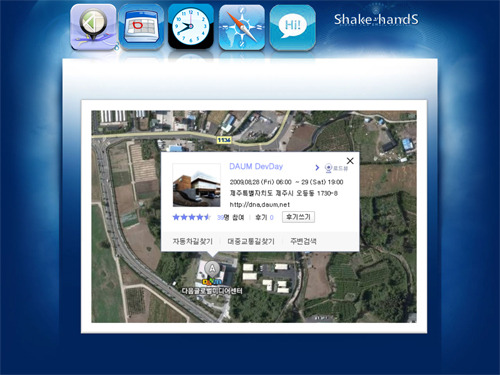 Hi!
Shake handS
1136
DAUM DevDay
로드뷰
2009,08,28 (Fri) 06:00 ~ 29 (Sat) 19:00
제주특별자치도 제주시 오등동 1730-8
http://dna.daum.net
39명 참여 | 후기 0 후기쓰기
자동차길찾기 | 대중교통길찾기 | 주변검색
A
다음글로벌미디어센터